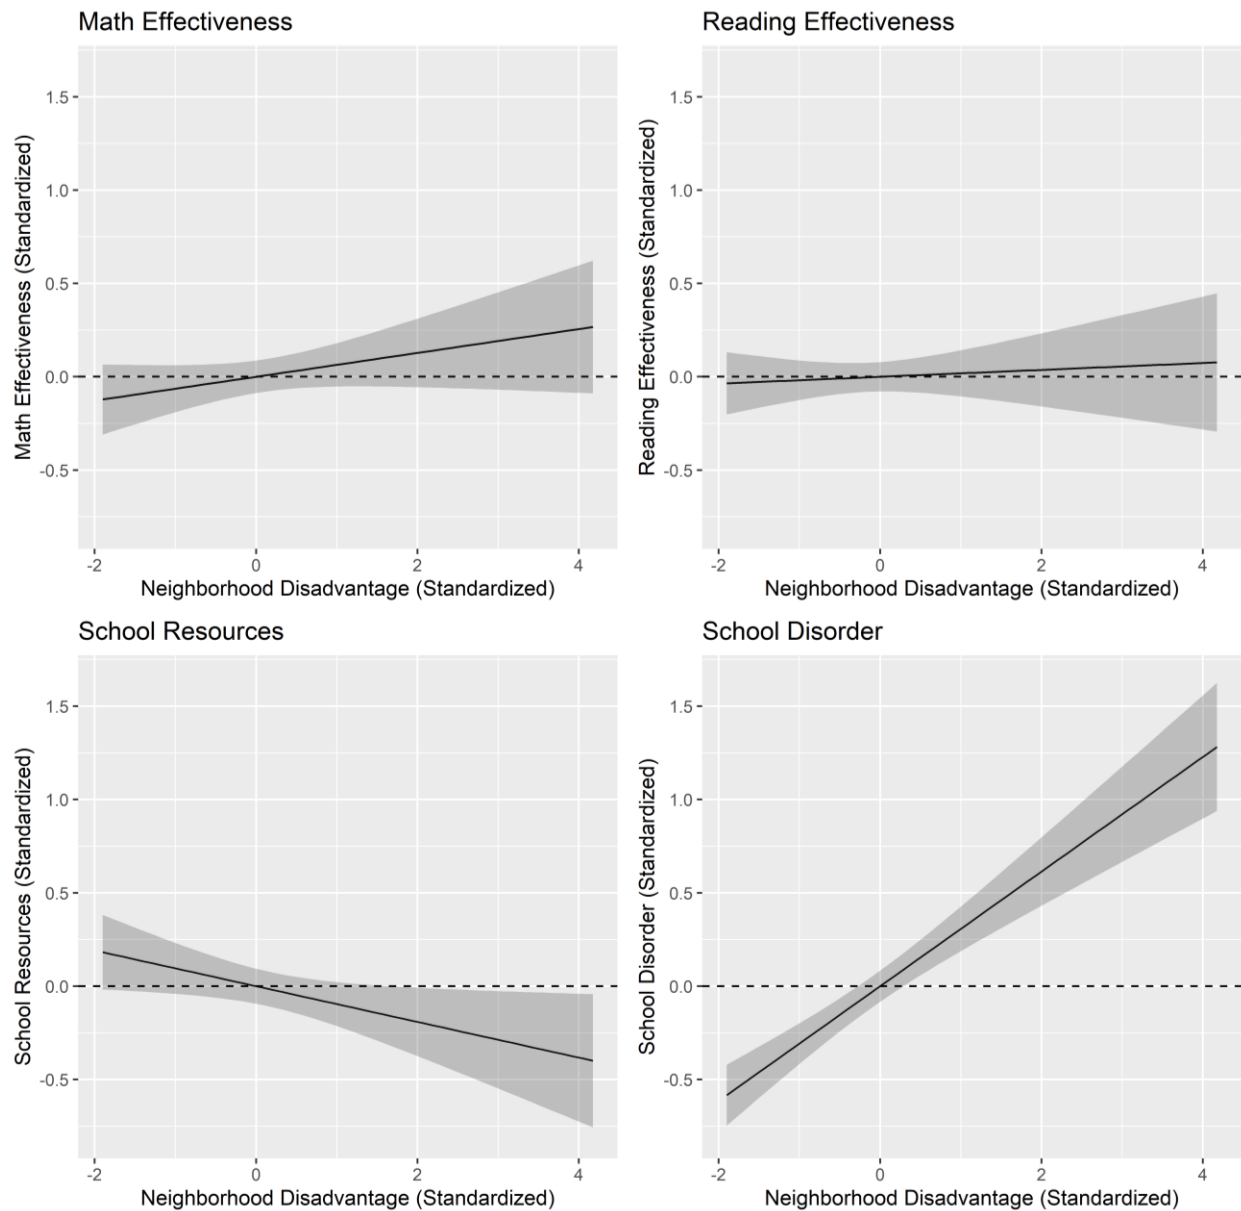 Math Effectiveness
Math Effectiveness (Standardized)
1.5
1.0
0.5
0.0
-0.5
-2 0 2 4
Neighborhood Disadvantage (Standardized)
Reading Effectiveness
Reading Effectiveness (Standardized)
1.5
1.0
0.5
0.0
-0.5
-2 0 2 4
Neighborhood Disadvantage (Standardized)
School Resources
School Resources (Standardized)
1.5
1.0
0.5
0.0
-0.5
-2 0 2 4
Neighborhood Disadvantage (Standardized)
School Disorder
School Disorder (Standardized)
1.5
1.0
0.5
0.0
-0.5
-2 0 2 4
Neighborhood Disadvantage (Standardized)